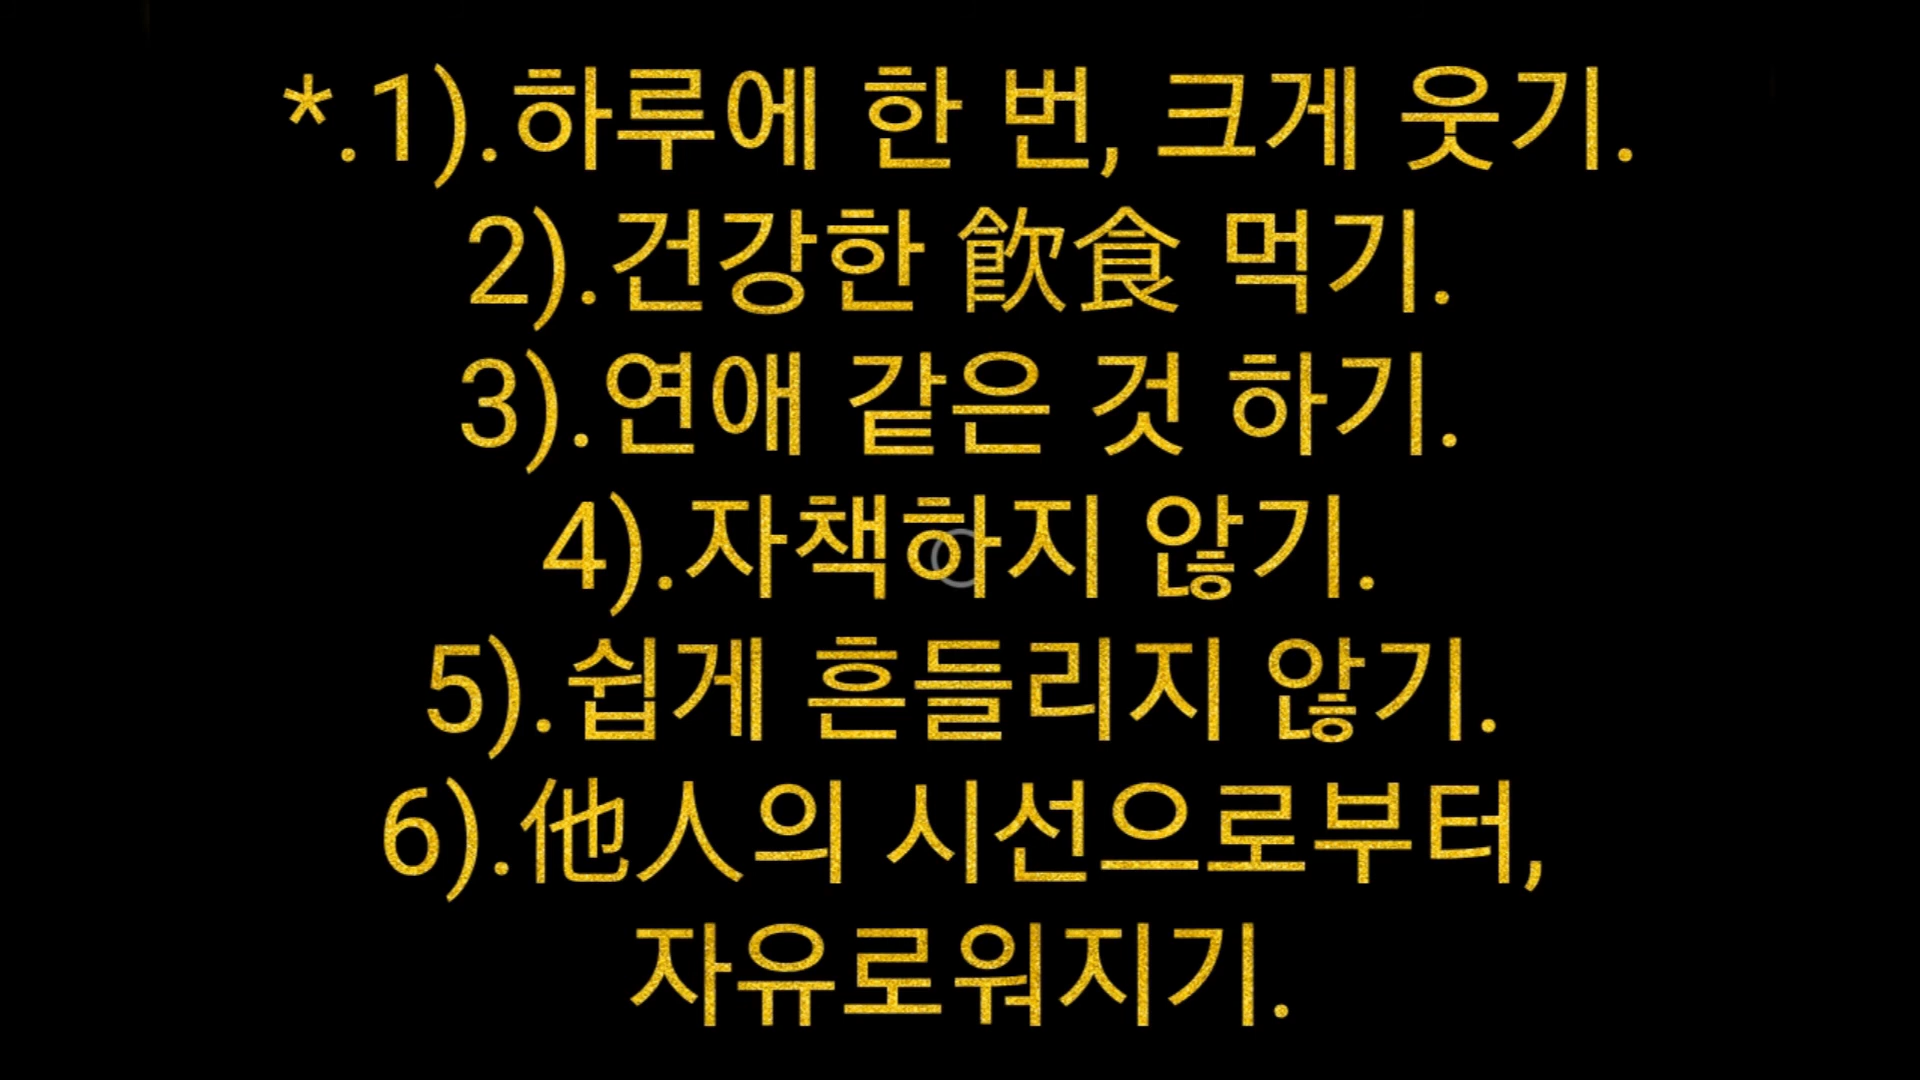 *.1).하루에 한 번, 크게 웃기.
2).건강한 飮食 먹기.
3).연애 같은 것 하기.
4).자책하지 않기.
5).쉽게 흔들리지 않기.
6).他人의 시선으로부터,
자유로워지기.